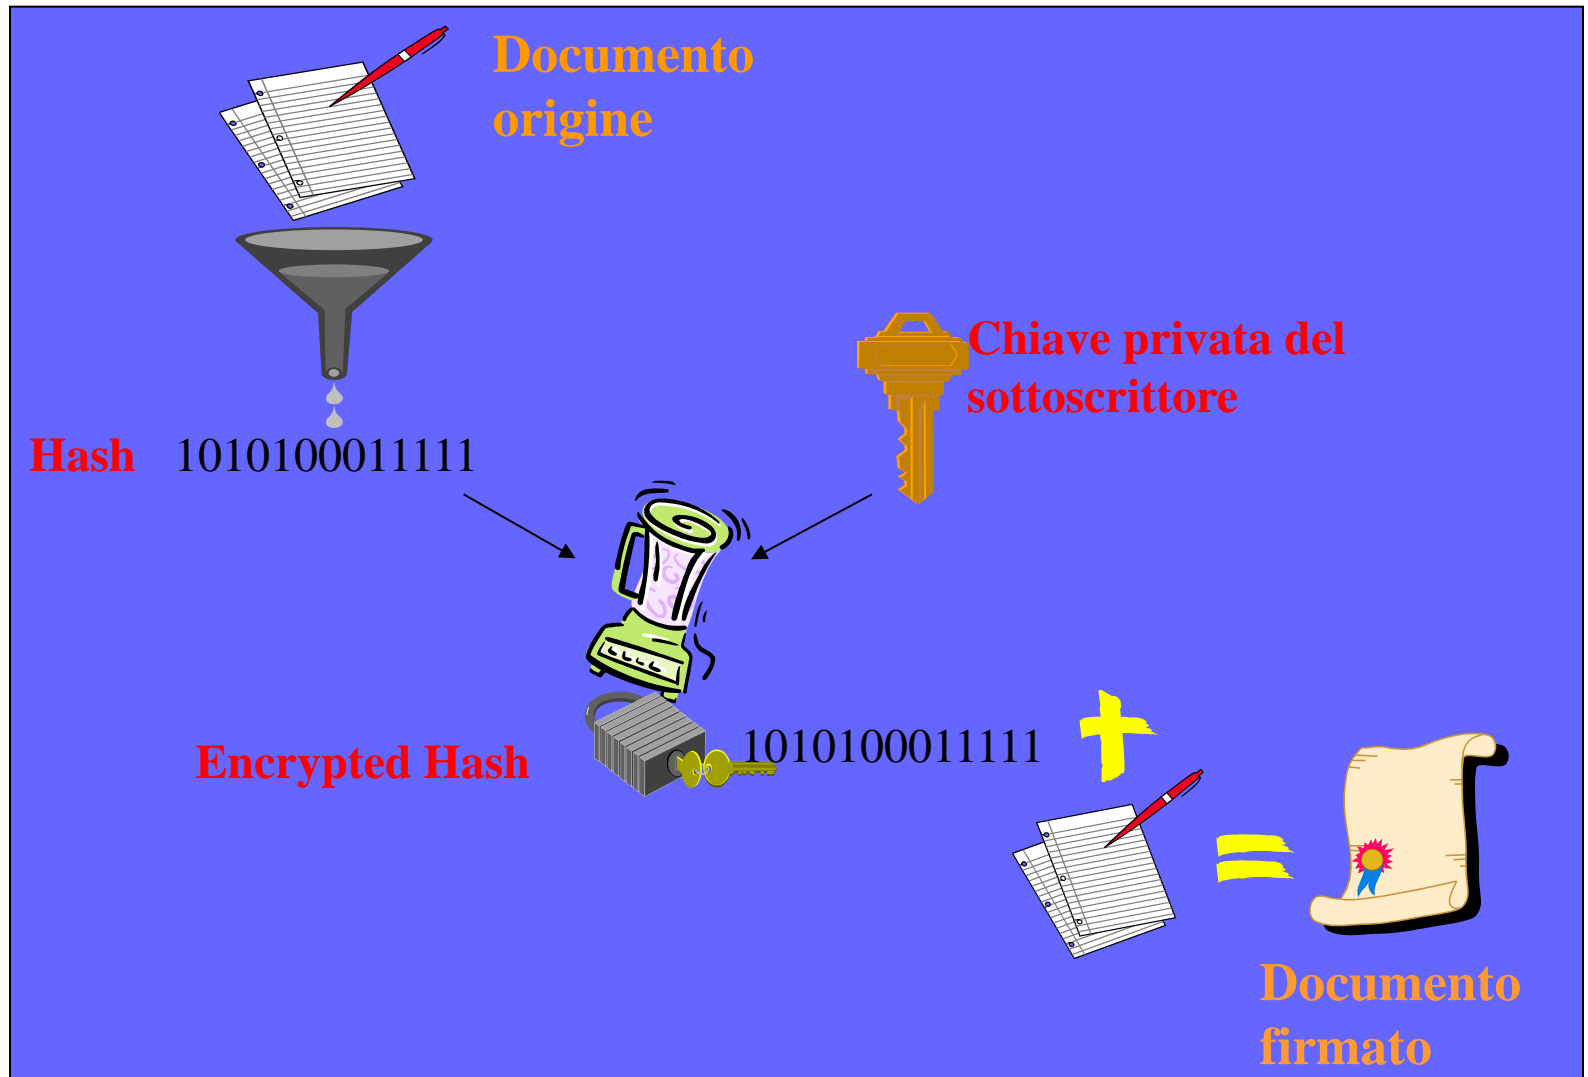 Documento
origine
Chiave privata del
sottoscrittore
Hash 1010100011111
Encrypted Hash 1010100011111
Documento
firmato